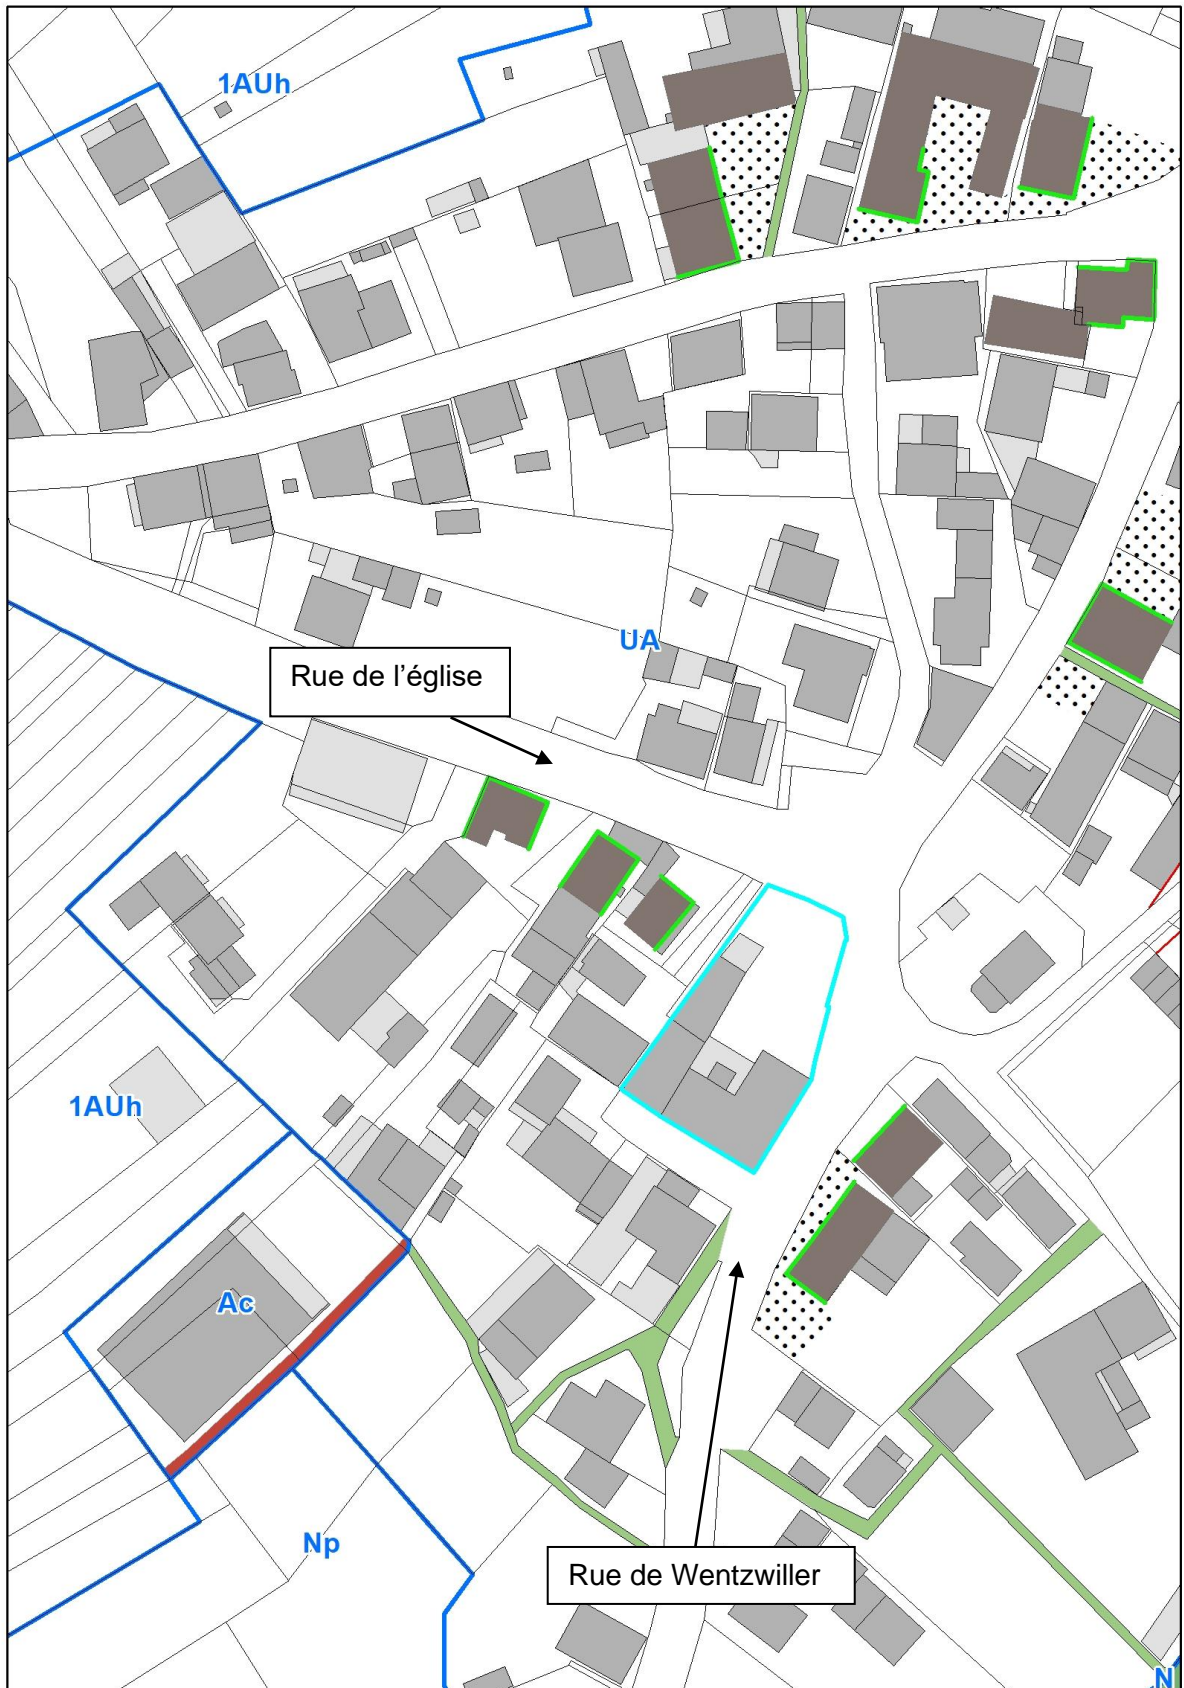 1AUh
UA
Rue de l’église
1AUh
Ac
Np
Rue de Wentzwiller
N